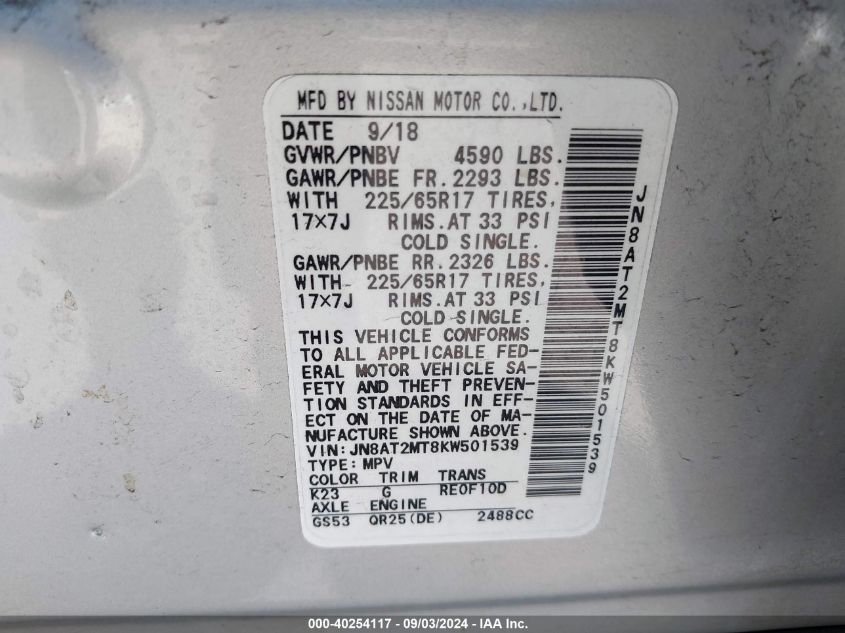 MFD BY NISSAN MOTOR CO.,LTD.
DATE 9/18
GVWR/PNBV 4590 LBS.
GAWR/PNBE FR. 2293 LBS.
WITH 225/65R17 TIRES,
17×7J RIMS.AT 33 PSI
COLD SINGLE.
GAWR/PNBE RR. 2326 LBS.
WITH 225/65R17 TIRES,
17×7J RIMS.AT 33 PSI
COLD SINGLE.
THIS VEHICLE CONFORMS
TO ALL APPLICABLE FED-
ERAL MOTOR VEHICLE SA-
FETY AND THEFT PREVEN-
TION STANDARDS IN EFF-
ECT ON THE DATE OF MA-
NUFACTURE SHOWN ABOVE.
VIN: JN8AT2MT8KW501539
TYPE: MPV
COLOR TRIM TRANS
K23 G RE0F10D
AXLE ENGINE
GS53 QR25(DE) 2488CC
JN8AT2MT8KW501539
000-40254117 - 09/03/2024 - IAA Inc.